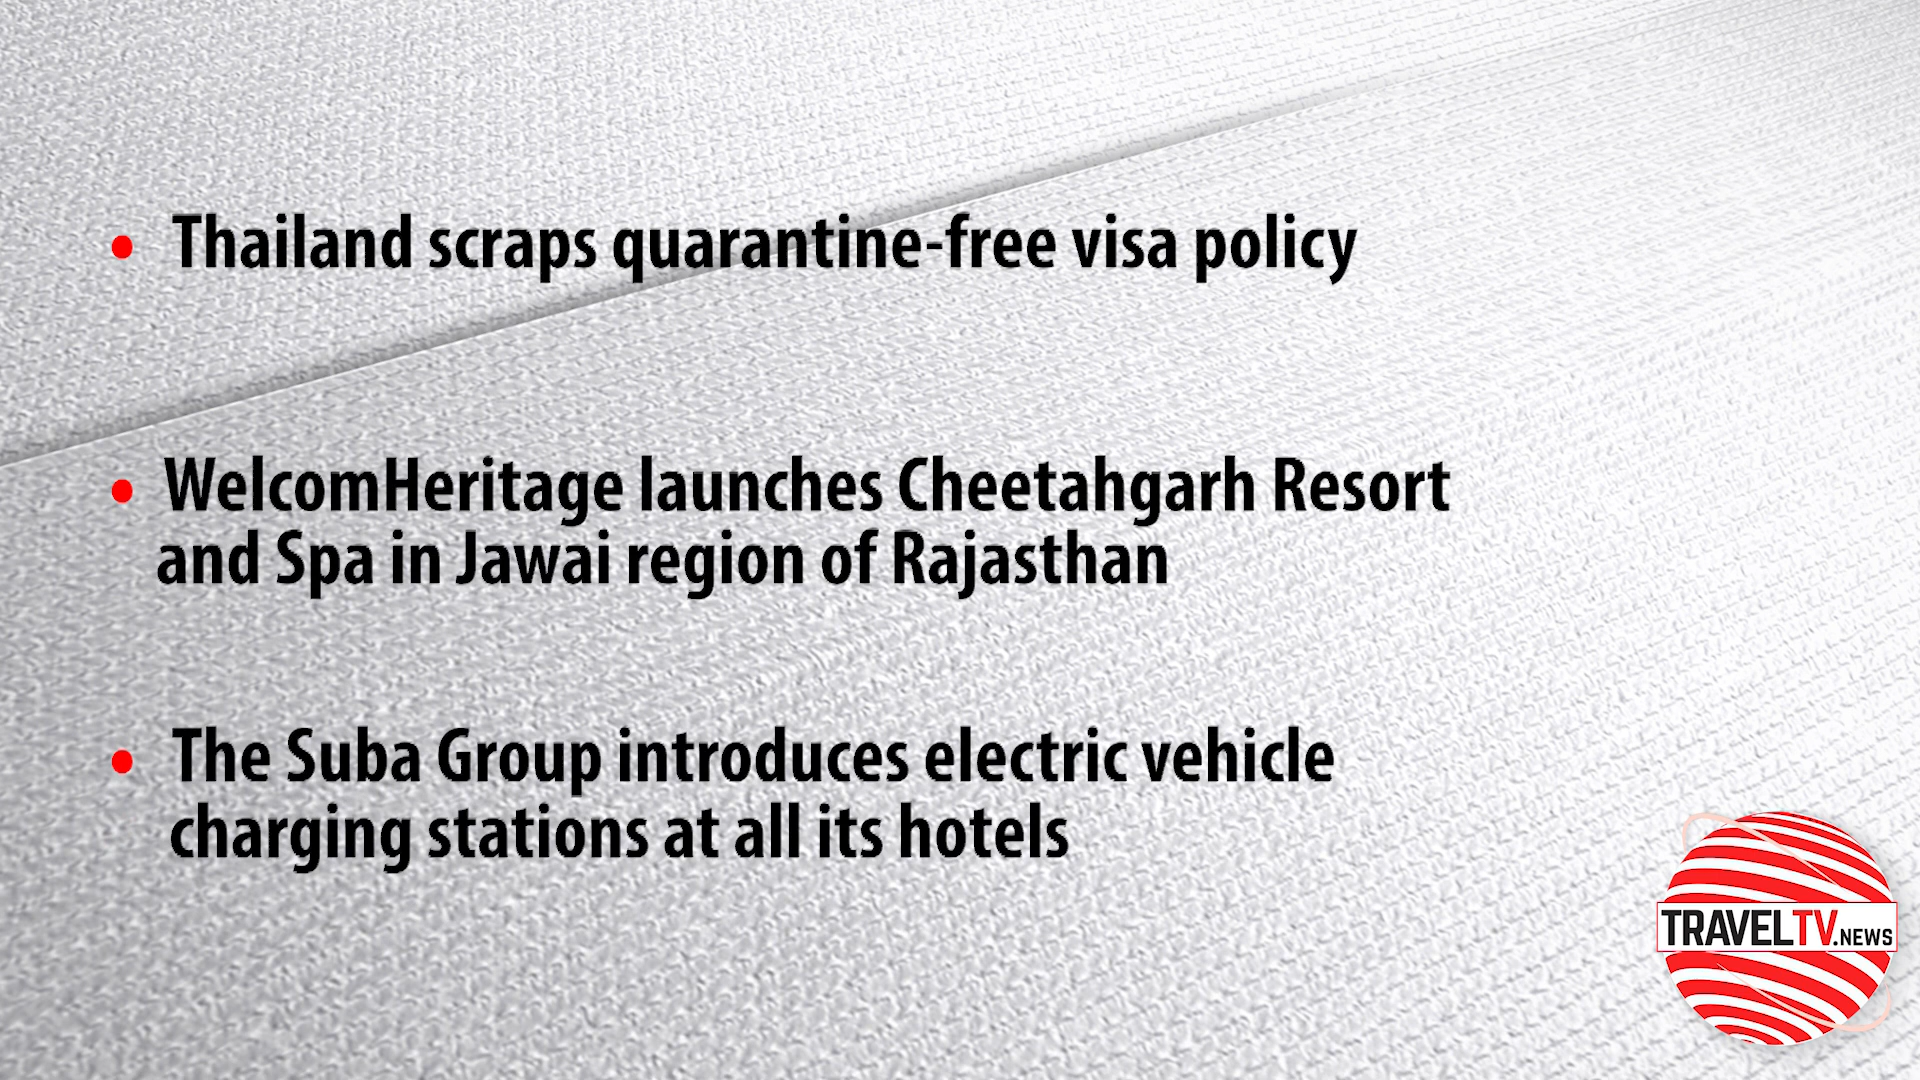 • Thailand scraps quarantine-free visa policy
• WelcomHeritage launches Cheetahgarh Resort
and Spa in Jawai region of Rajasthan
• The Suba Group introduces electric vehicle
charging stations at all its hotels
TRAVELTV.NEWS